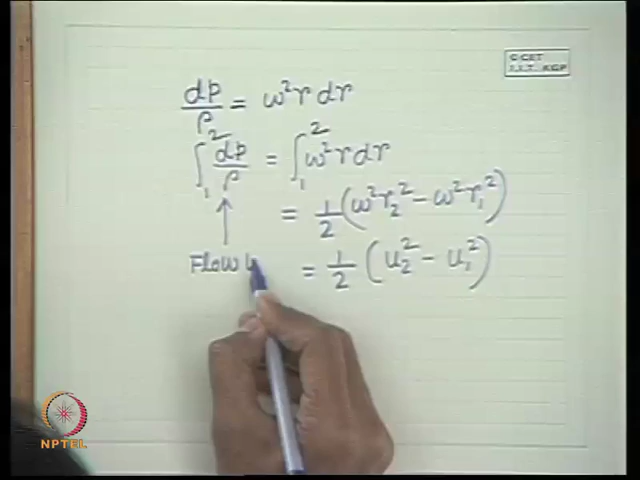 © CET
I.I.T. KGP
dp/ρ = ω²r dr
∫₁² dp/ρ = ∫₁² ω²r dr
= 1/2 (ω²r₂² − ω²r₁²)
= 1/2 (U₂² − U₁²)
Flow
NPTEL